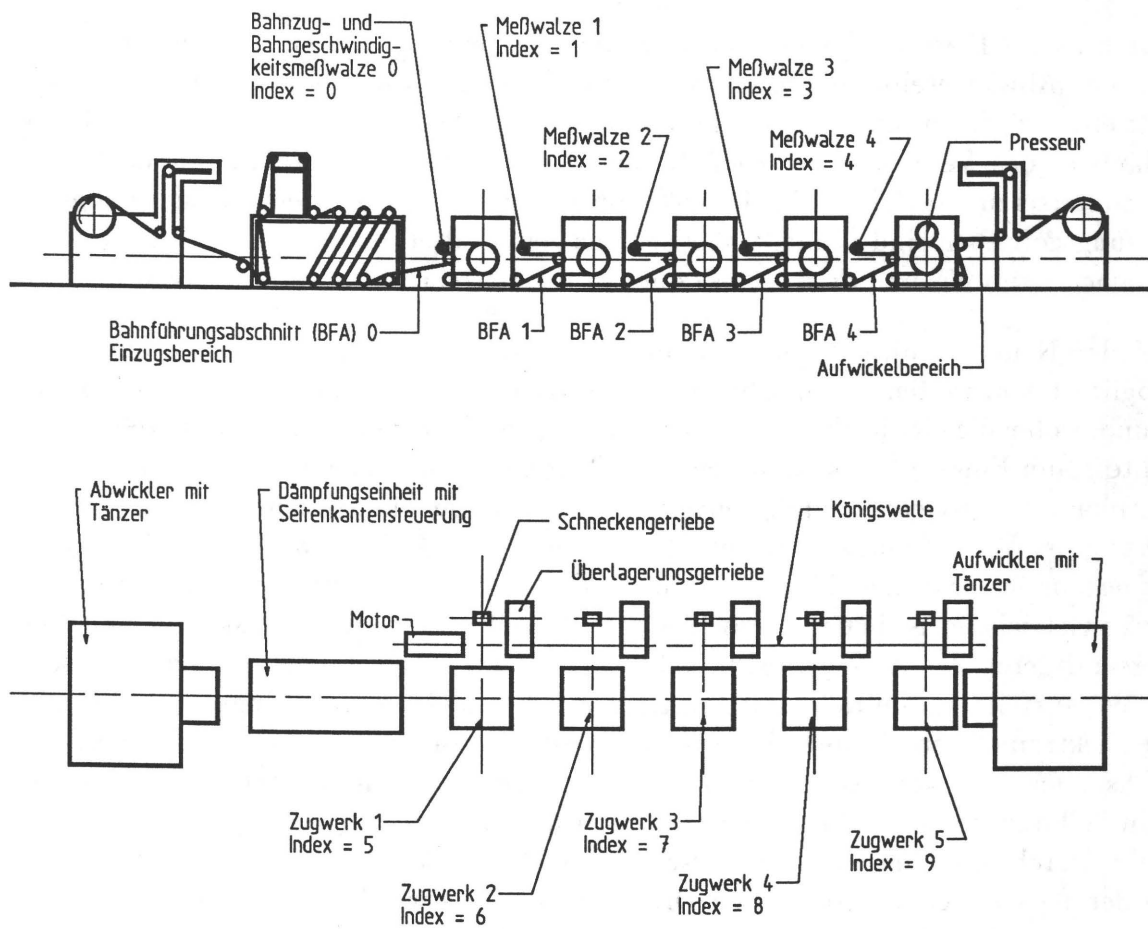 Bahnzug- und
Bahngeschwindig-
keitsmeßwalze 0
Index = 0
Meßwalze 1
Index = 1
Meßwalze 2
Index = 2
Meßwalze 3
Index = 3
Meßwalze 4
Index = 4
Presseur
Bahnführungsabschnitt (BFA) 0
Einzugsbereich
BFA 1
BFA 2
BFA 3
BFA 4
Aufwickelbereich
Abwickler mit
Tänzer
Dämpfungseinheit mit
Seitenkantensteuerung
Schneckengetriebe
Überlagerungsgetriebe
Motor
Königswelle
Aufwickler mit
Tänzer
Zugwerk 1
Index = 5
Zugwerk 2
Index = 6
Zugwerk 3
Index = 7
Zugwerk 4
Index = 8
Zugwerk 5
Index = 9